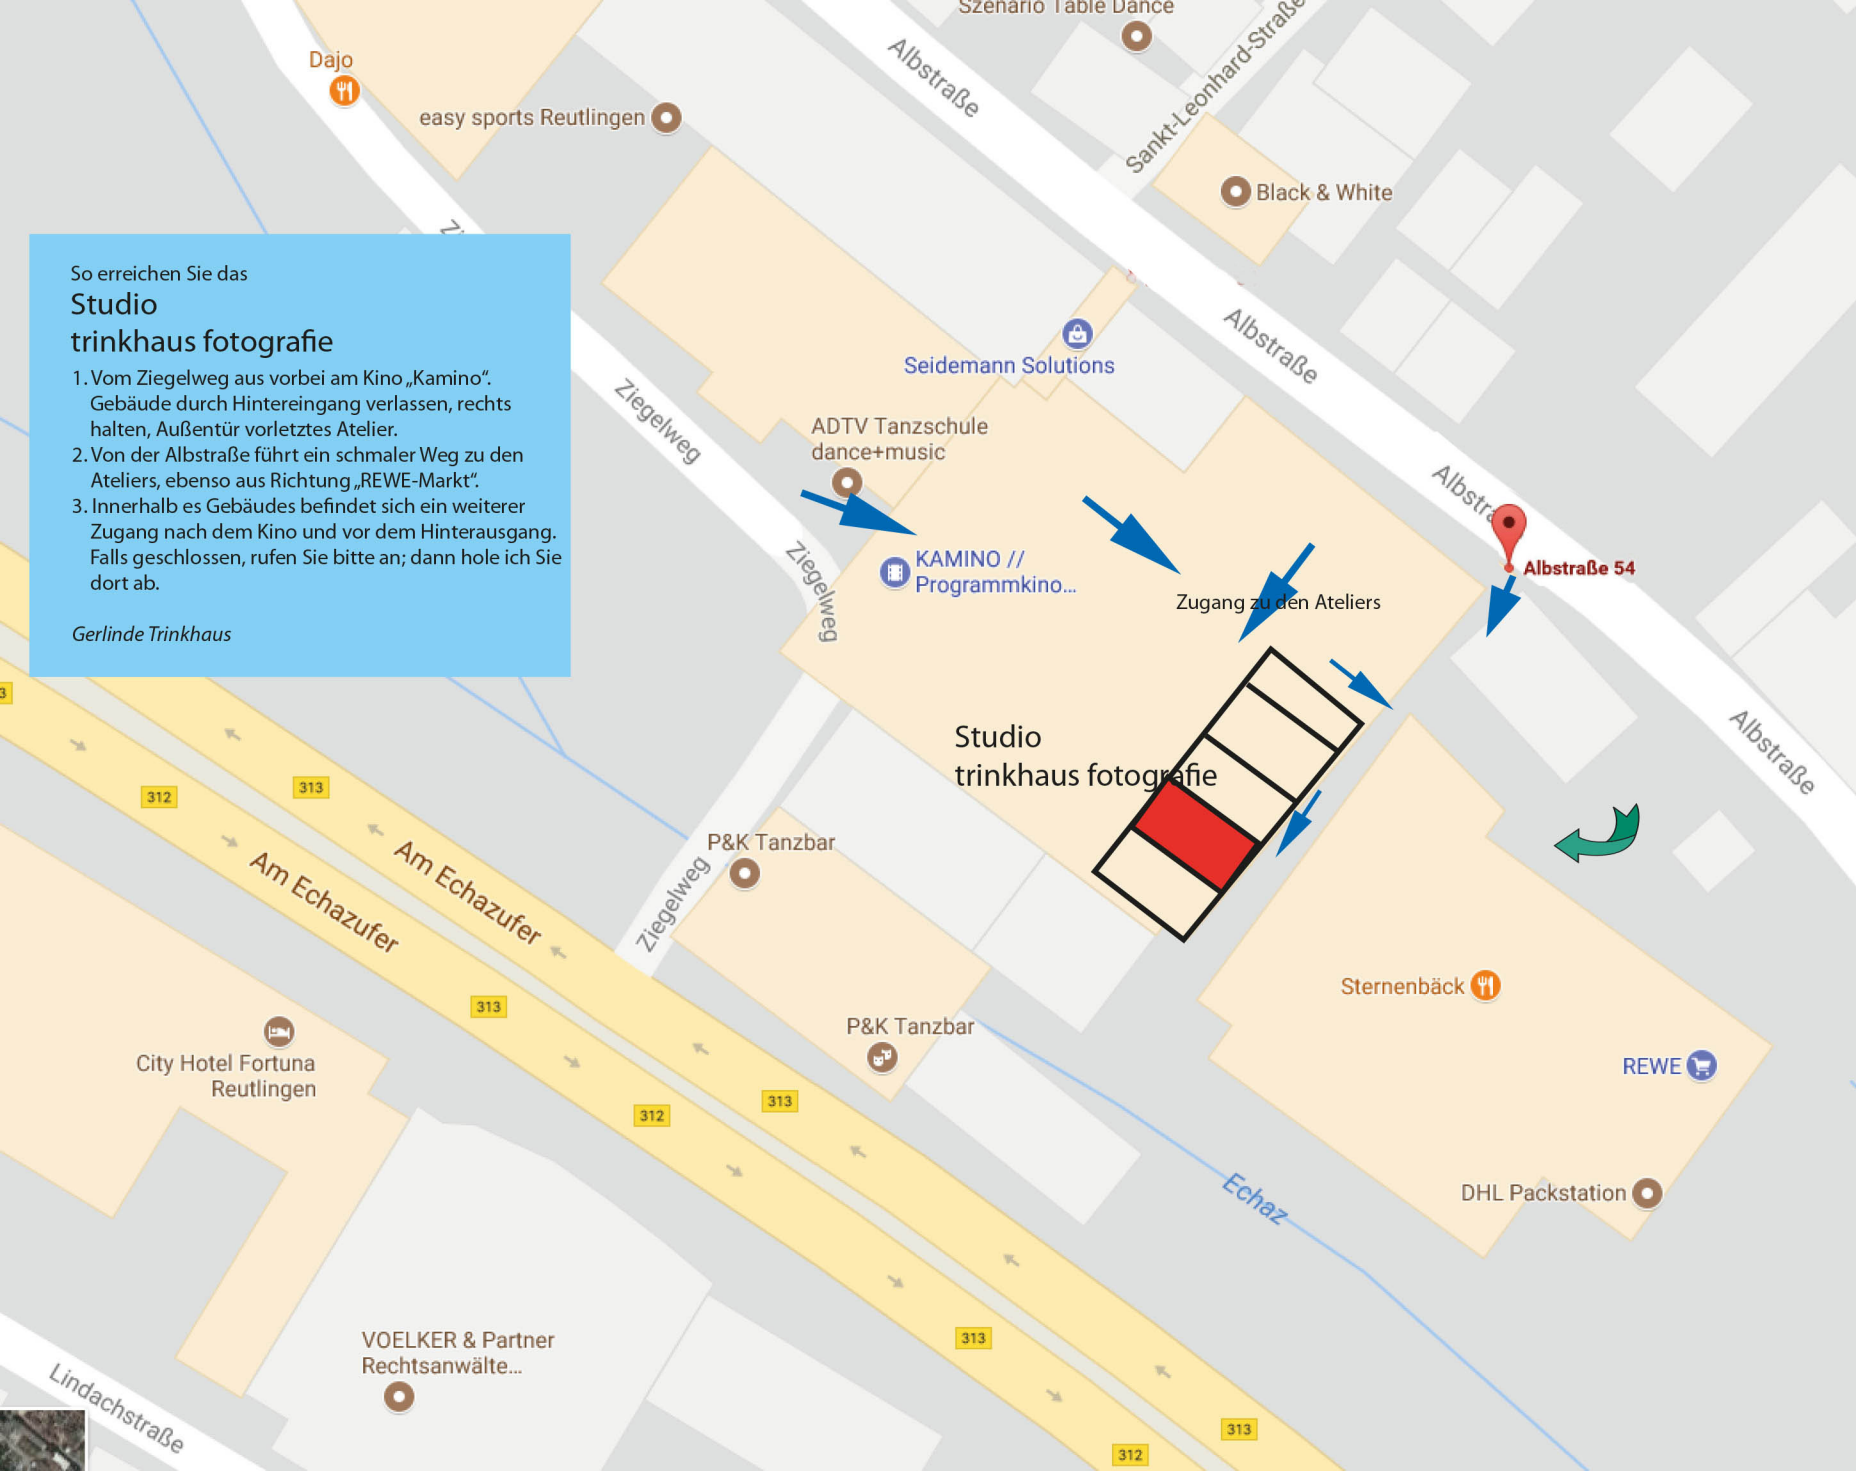 So erreichen Sie das
Studio
trinkhaus fotografie
1. Vom Ziegelweg aus vorbei am Kino „Kamino“.
Gebäude durch Hintereingang verlassen, rechts
halten, Außentür vorletztes Atelier.
2. Von der Albstraße führt ein schmaler Weg zu den
Ateliers, ebenso aus Richtung „REWE-Markt“.
3. Innerhalb es Gebäudes befindet sich ein weiterer
Zugang nach dem Kino und vor dem Hinterausgang.
Falls geschlossen, rufen Sie bitte an; dann hole ich Sie
dort ab.
Gerlinde Trinkhaus
Szenario Table Dance
Dajo
Albstraße
Sankt-Leonhard-Straße
easy sports Reutlingen
Black & White
Albstraße
Seidemann Solutions
Ziegelweg
ADTV Tanzschule
dance+music
Albstraße 54
KAMINO //
Programmkino...
Ziegelweg
Zugang zu den Ateliers
Albstraße
Studio
trinkhaus fotografie
313
312
P&K Tanzbar
Am Echazufer
Am Echazufer
Ziegelweg
Sternenbäck
313
City Hotel Fortuna
Reutlingen
P&K Tanzbar
REWE
313
312
Echaz
DHL Packstation
VOELKER & Partner
Rechtsanwälte...
313
Lindachstraße
313
312